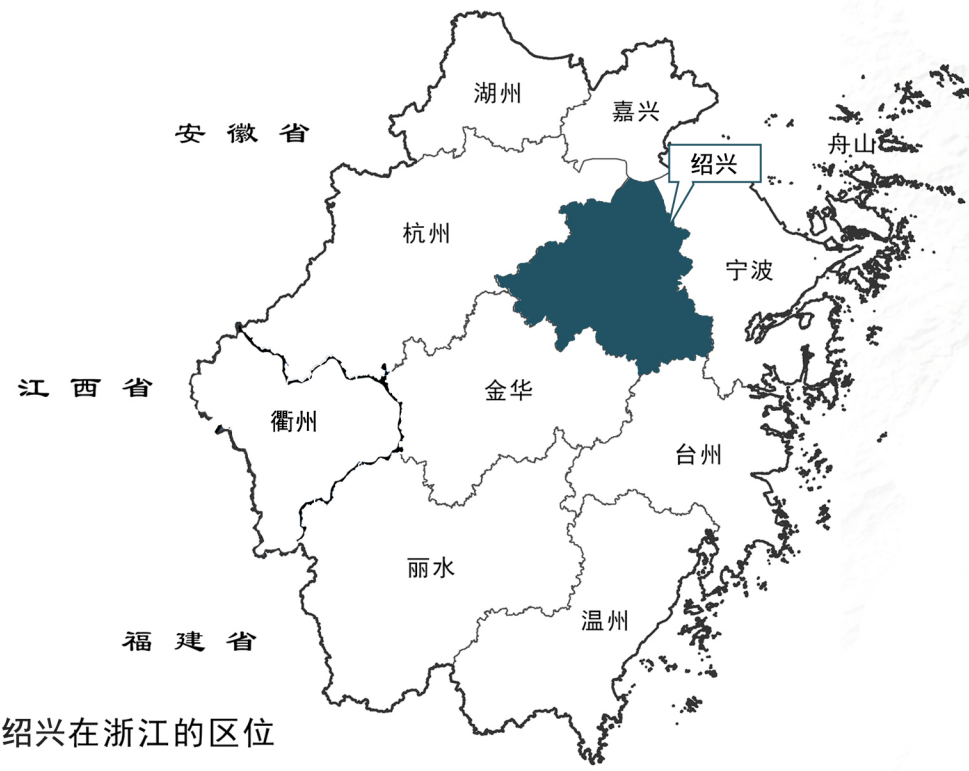 湖州
嘉兴
安徽省
舟山
绍兴
杭州
宁波
江西省
金华
衢州
台州
丽水
温州
福建省
绍兴在浙江的区位